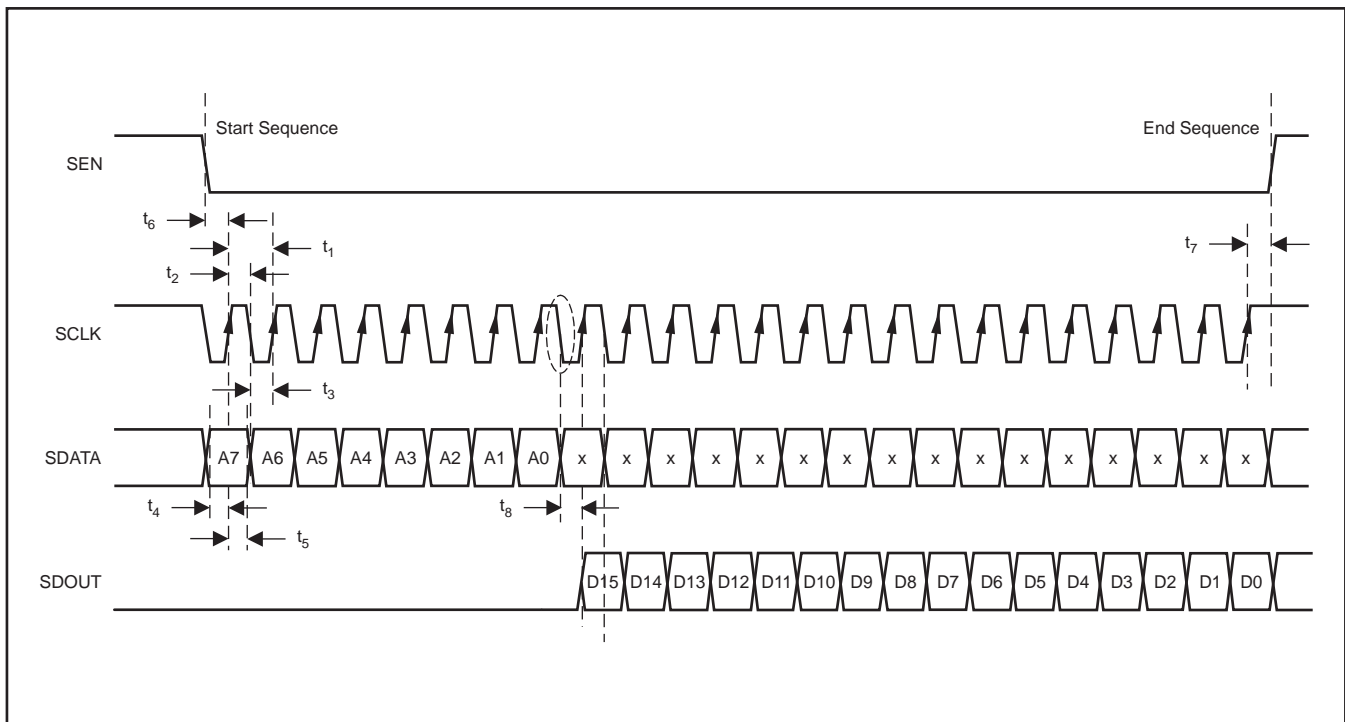 Start Sequence End Sequence
SEN
t6
t1
t7
t2
SCLK
t3
SDATA A7 A6 A5 A4 A3 A2 A1 A0 x x x x x x x x x x x x x x x x
t4
t8
t5
SDOUT D15 D14 D13 D12 D11 D10 D9 D8 D7 D6 D5 D4 D3 D2 D1 D0